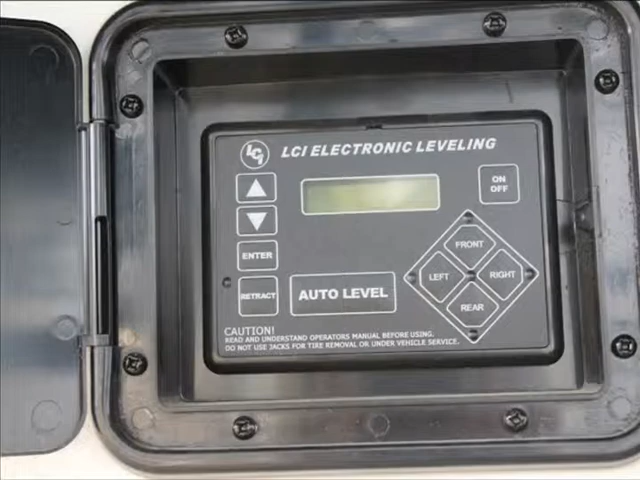 LCI
LCI ELECTRONIC LEVELING
ON
OFF
ENTER
RETRACT
AUTO LEVEL
FRONT
LEFT
RIGHT
REAR
CAUTION!
READ AND UNDERSTAND OPERATORS MANUAL BEFORE USING.
DO NOT USE JACKS FOR TIRE REMOVAL OR UNDER VEHICLE SERVICE.